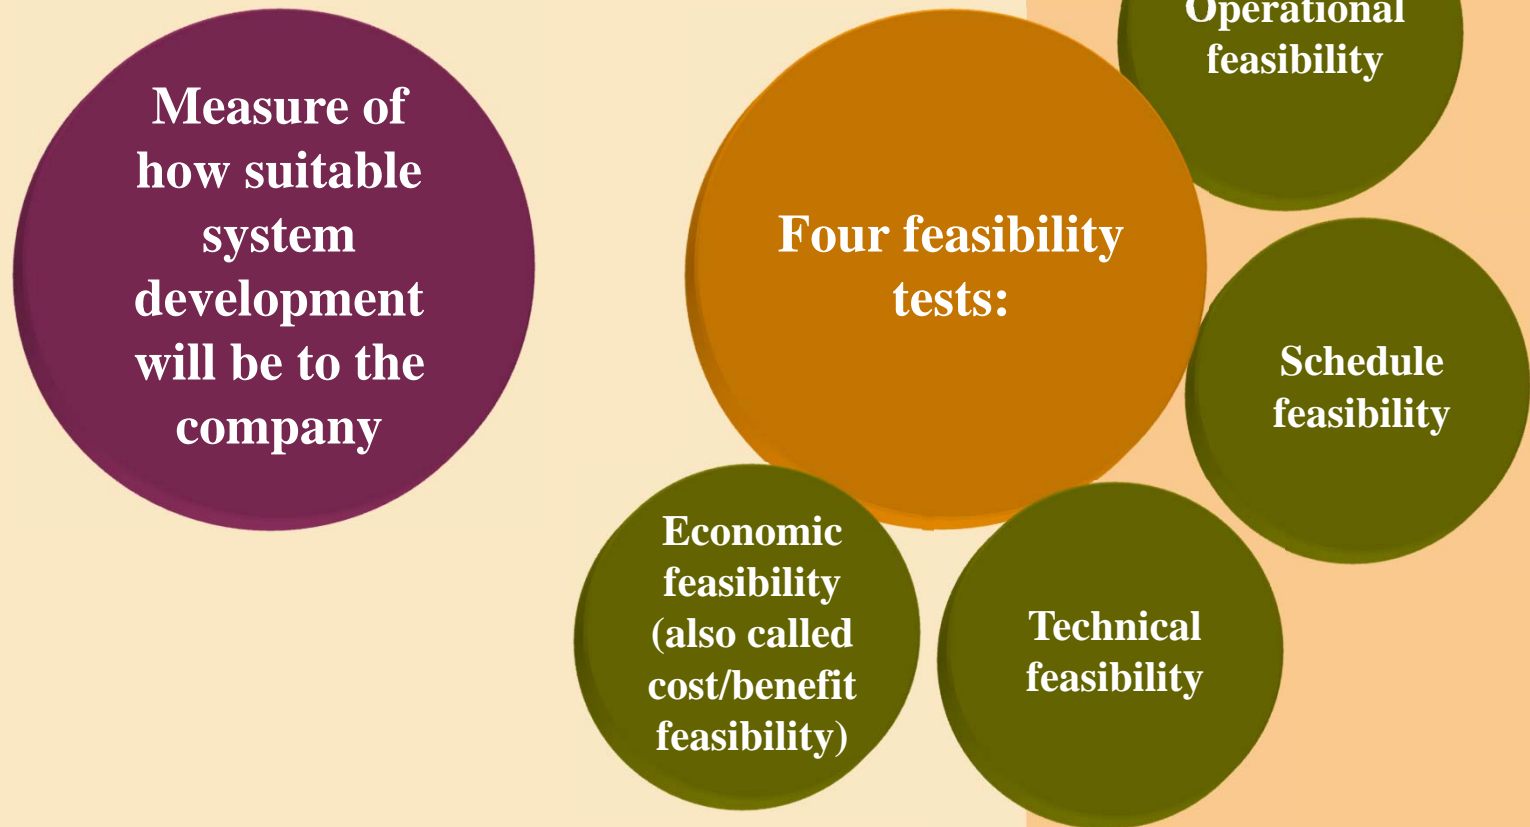 Measure of
how suitable
system
development
will be to the
company
Four feasibility
tests:
Operational
feasibility
Schedule
feasibility
Technical
feasibility
Economic
feasibility
(also called
cost/benefit
feasibility)